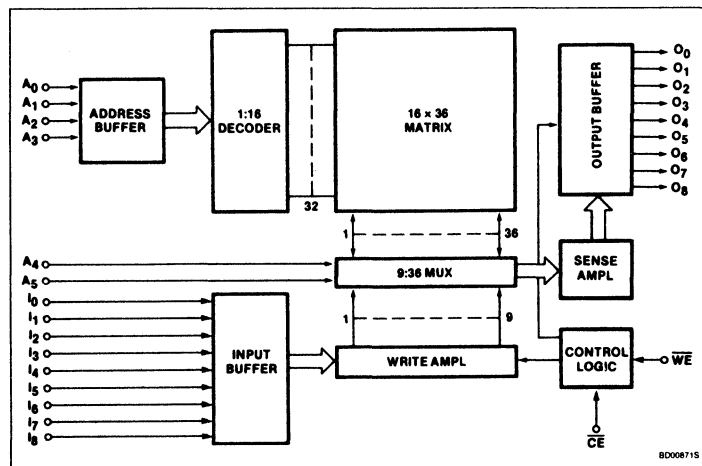 A0
A1
A2
A3
ADDRESS
BUFFER
1:16
DECODER
32
16 × 36
MATRIX
OUTPUT BUFFER
O0
O1
O2
O3
O4
O5
O6
O7
O8
1
36
A4
A5
9:36 MUX
SENSE
AMPL
I0
I1
I2
I3
I4
I5
I6
I7
I8
INPUT
BUFFER
1
9
WRITE AMPL
CONTROL
LOGIC
W̅E̅
C̅E̅
BD00871S